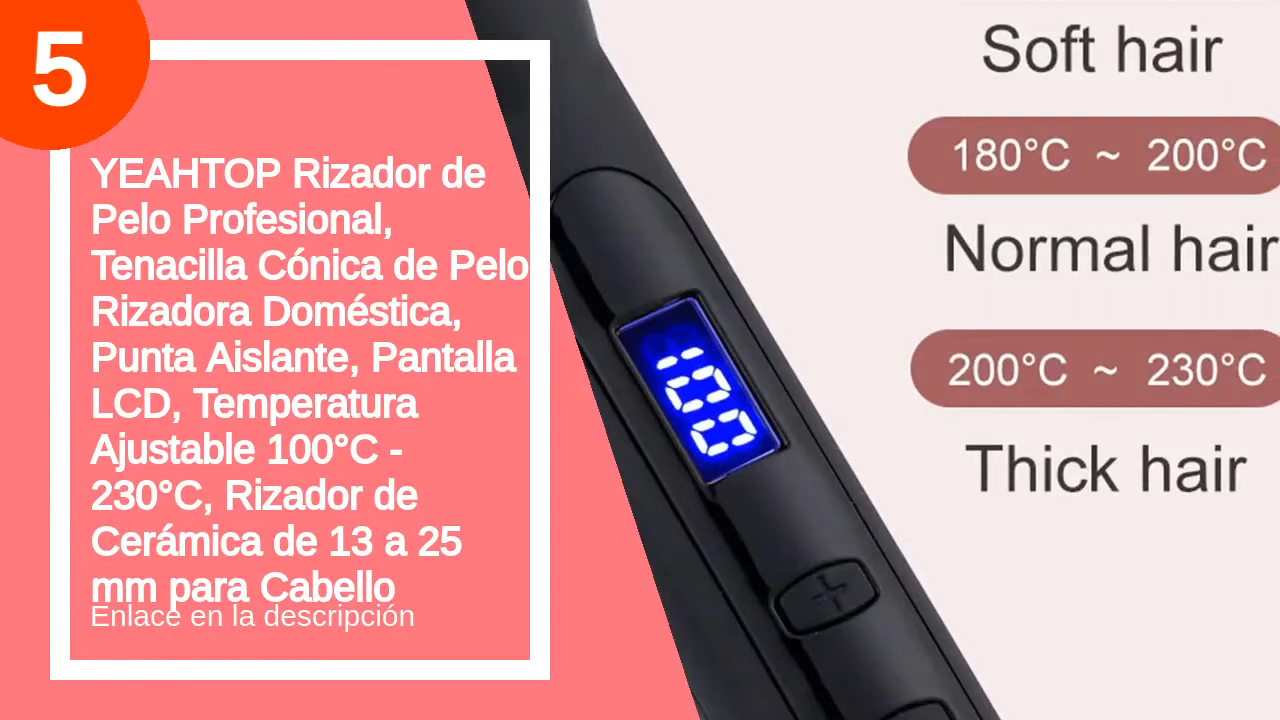 5
YEAHTOP Rizador de
Pelo Profesional,
Tenacilla Cónica de Pelo
Rizadora Doméstica,
Punta Aislante, Pantalla
LCD, Temperatura
Ajustable 100°C -
230°C, Rizador de
Cerámica de 13 a 25
mm para Cabello
Enlace en la descripción
Soft hair
180°C ~ 200°C
Normal hair
200°C ~ 230°C
Thick hair